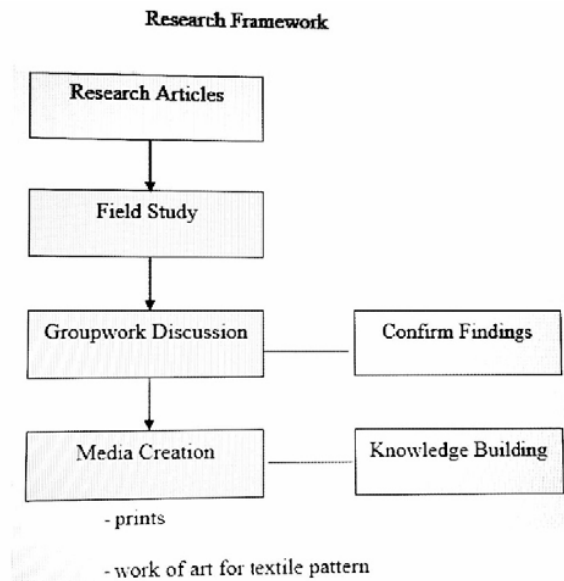 Research Framework
Research Articles
Field Study
Groupwork Discussion
Confirm Findings
Media Creation
Knowledge Building
- prints
- work of art for textile pattern